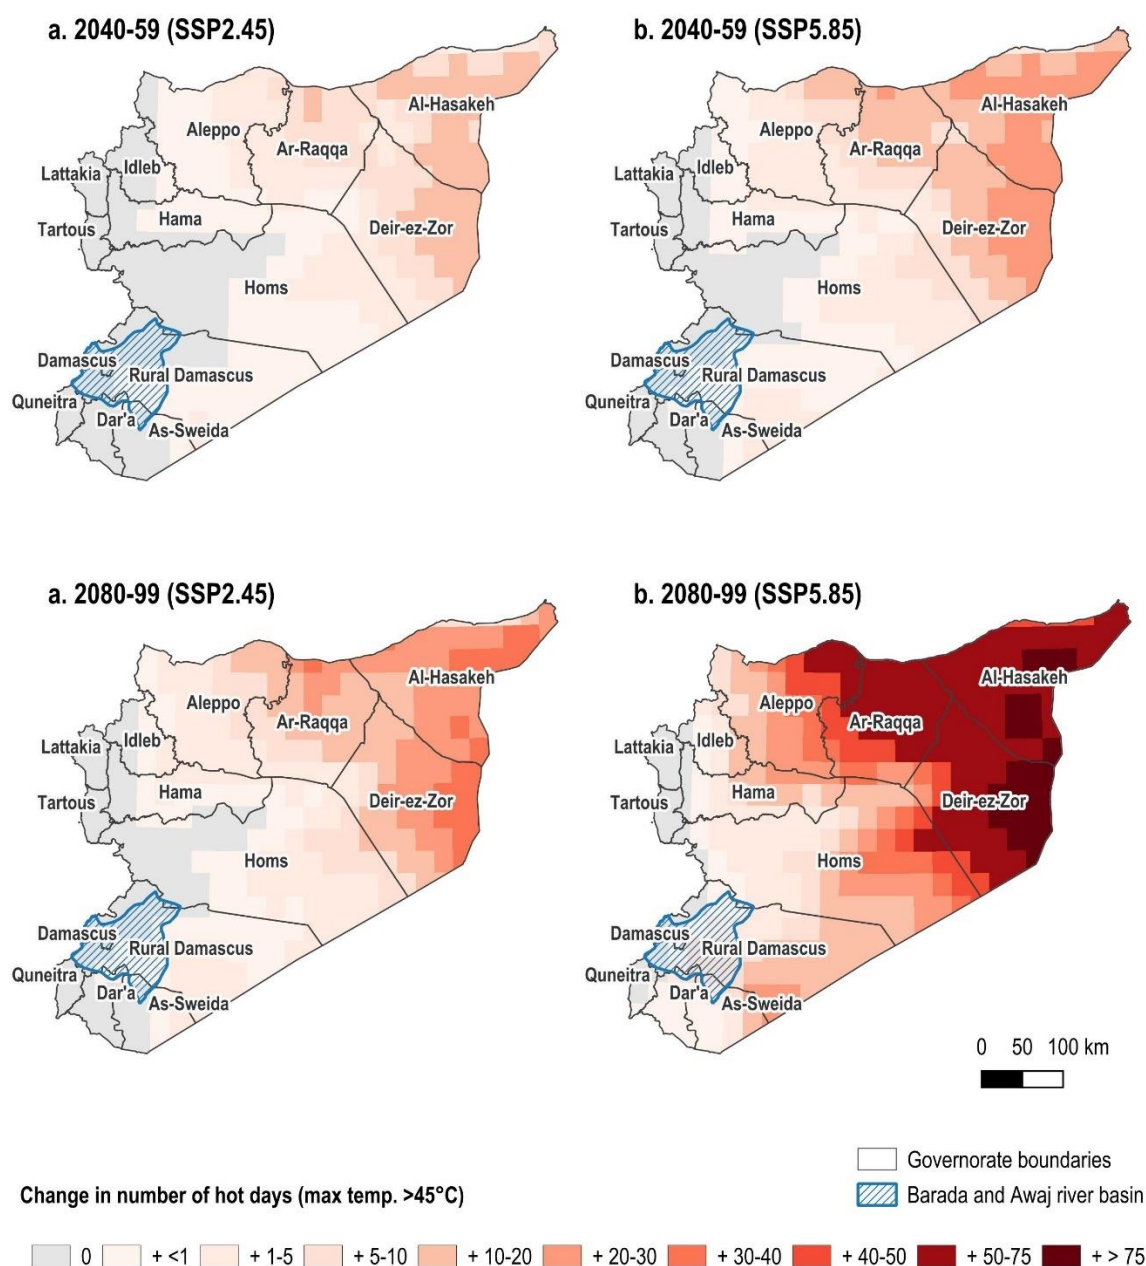 a. 2040-59 (SSP2.45)
Al-Hasakeh
Aleppo
Ar-Raqqa
Idleb
Lattakia
Hama
Tartous
Deir-ez-Zor
Homs
Damascus
Rural Damascus
Quneitra
Dar'a
As-Sweida
b. 2040-59 (SSP5.85)
Al-Hasakeh
Aleppo
Ar-Raqqa
Idleb
Lattakia
Hama
Tartous
Deir-ez-Zor
Homs
Damascus
Rural Damascus
Quneitra
Dar'a
As-Sweida
a. 2080-99 (SSP2.45)
Al-Hasakeh
Aleppo
Ar-Raqqa
Idleb
Lattakia
Hama
Tartous
Deir-ez-Zor
Homs
Damascus
Rural Damascus
Quneitra
Dar'a
As-Sweida
b. 2080-99 (SSP5.85)
Al-Hasakeh
Aleppo
Ar-Raqqa
Idleb
Lattakia
Hama
Tartous
Deir-ez-Zor
Homs
Damascus
Rural Damascus
Quneitra
Dar'a
As-Sweida
0 50 100 km
Governorate boundaries
Barada and Awaj river basin
Change in number of hot days (max temp. >45°C)
0 + <1 + 1-5 + 5-10 + 10-20 + 20-30 + 30-40 + 40-50 + 50-75 + > 75